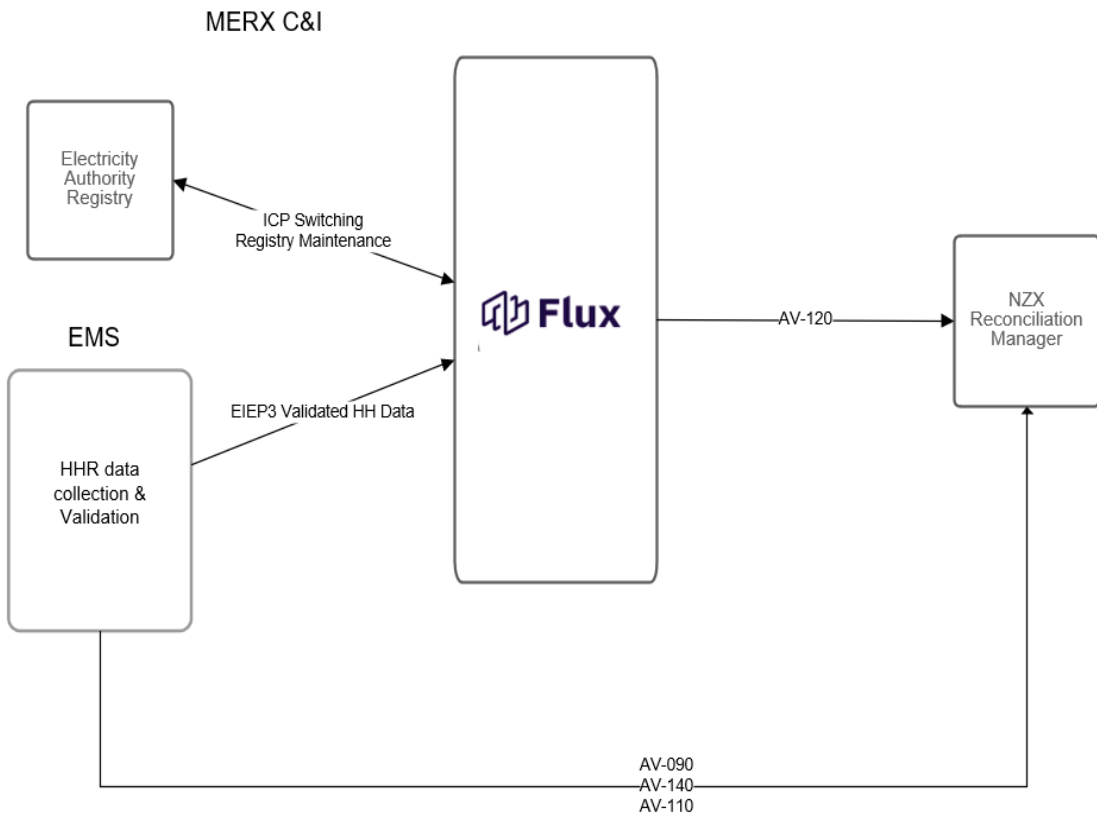 MERX C&I
Electricity
Authority
Registry
ICP Switching
Registry Maintenance
Flux
AV-120
NZX
Reconciliation
Manager
EMS
EIEP3 Validated HH Data
HHR data
collection &
Validation
AV-090
AV-140
AV-110